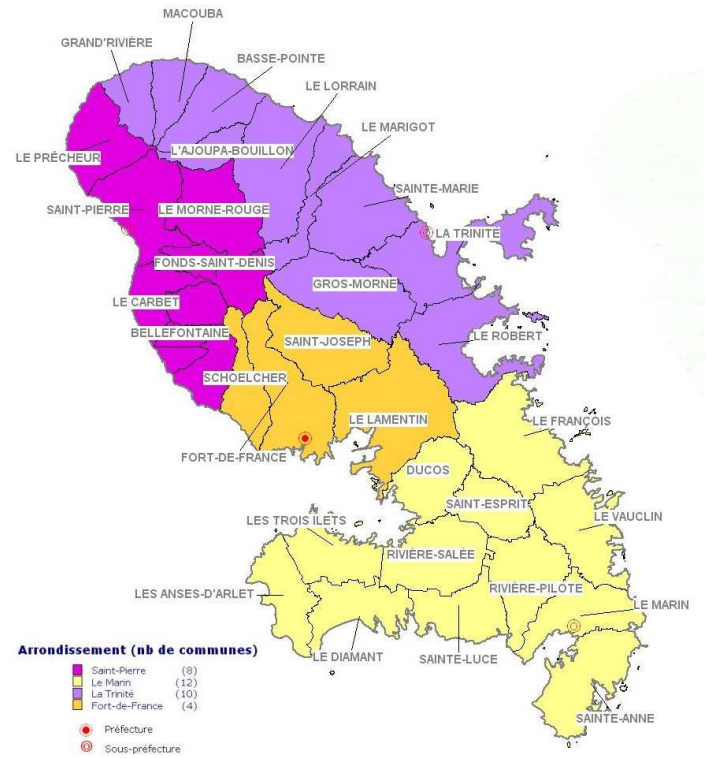 MACOUBA
GRAND'RIVIÈRE
BASSE-POINTE
LE LORRAIN
LE MARIGOT
L'AJOUPA-BOUILLON
LE PRÊCHEUR
SAINTE-MARIE
SAINT-PIERRE
LE MORNE-ROUGE
LA TRINITÉ
FONDS-SAINT-DENIS
GROS-MORNE
LE CARBET
BELLEFONTAINE
LE ROBERT
SAINT-JOSEPH
SCHOELCHER
LE LAMENTIN
LE FRANÇOIS
FORT-DE-FRANCE
DUCOS
SAINT-ESPRIT
LE VAUCLIN
LES TROIS ILETS
RIVIÈRE-SALÉE
RIVIÈRE-PILOTE
LES ANSES-D'ARLET
LE MARIN
LE DIAMANT
SAINTE-LUCE
SAINTE-ANNE
Arrondissement (nb de communes)
Saint-Pierre (8)
Le Marin (12)
La Trinité (10)
Fort-de-France (4)
Préfecture
Sous-préfecture